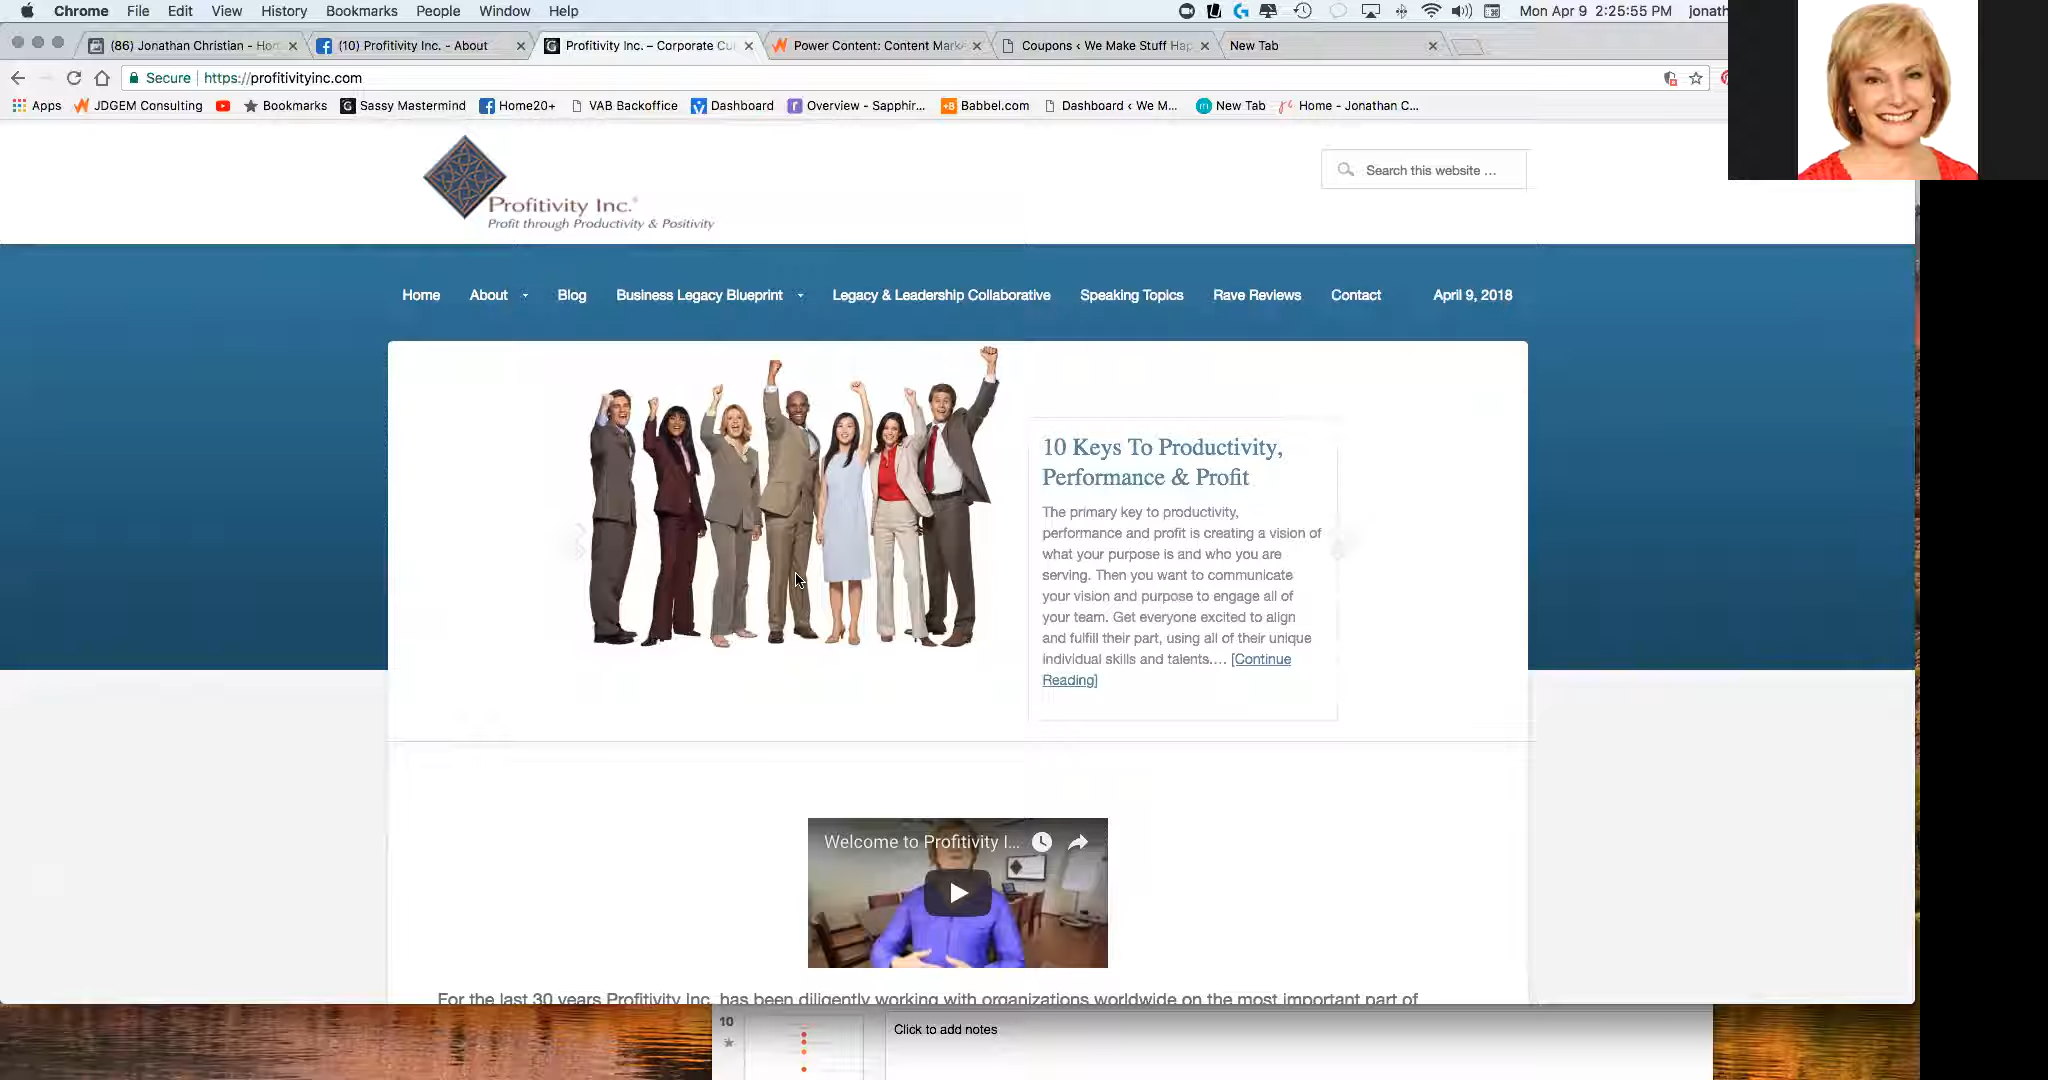 Chrome File Edit View History Bookmarks People Window Help Mon Apr 9 2:25:55 PM
(86) Jonathan Christian - (10) Profitivity Inc. - About Profitivity Inc. – Corporate Power Content: Content Coupons ‹ We Make Stuff New Tab
Secure https://profitivityinc.com
Apps JDGEM Consulting Bookmarks Sassy Mastermind Home20+ VAB Backoffice Dashboard Overview - Sapphir... Babbel.com Dashboard ‹ We M... New Tab Home - Jonathan C...
Profitivity Inc.®
Profit through Productivity & Positivity
Search this website ...
Home About Blog Business Legacy Blueprint Legacy & Leadership Collaborative Speaking Topics Rave Reviews Contact April 9, 2018
10 Keys To Productivity,
Performance & Profit
The primary key to productivity,
performance and profit is creating a vision of
what your purpose is and who you are
serving. Then you want to communicate
your vision and purpose to engage all of
your team. Get everyone excited to align
and fulfill their part, using all of their unique
individual skills and talents.… [Continue
Reading]
Welcome to Profitivity I...
For the last 30 years Profitivity Inc. has been diligently working with organizations worldwide on the most important part of
10
Click to add notes